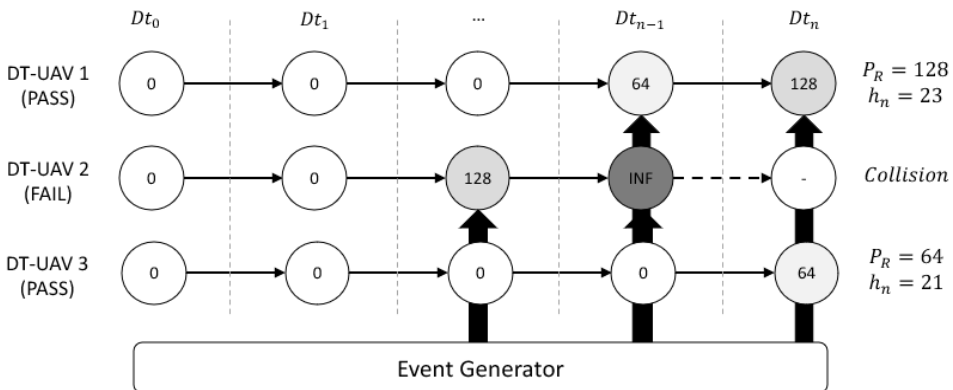 Dt₀ Dt₁ ... Dtₙ₋₁ Dtₙ
DT-UAV 1
(PASS)
0 0 0 64 128
P_R = 128
hₙ = 23
DT-UAV 2
(FAIL)
0 0 128 INF -
Collision
DT-UAV 3
(PASS)
0 0 0 0 64
P_R = 64
hₙ = 21
Event Generator